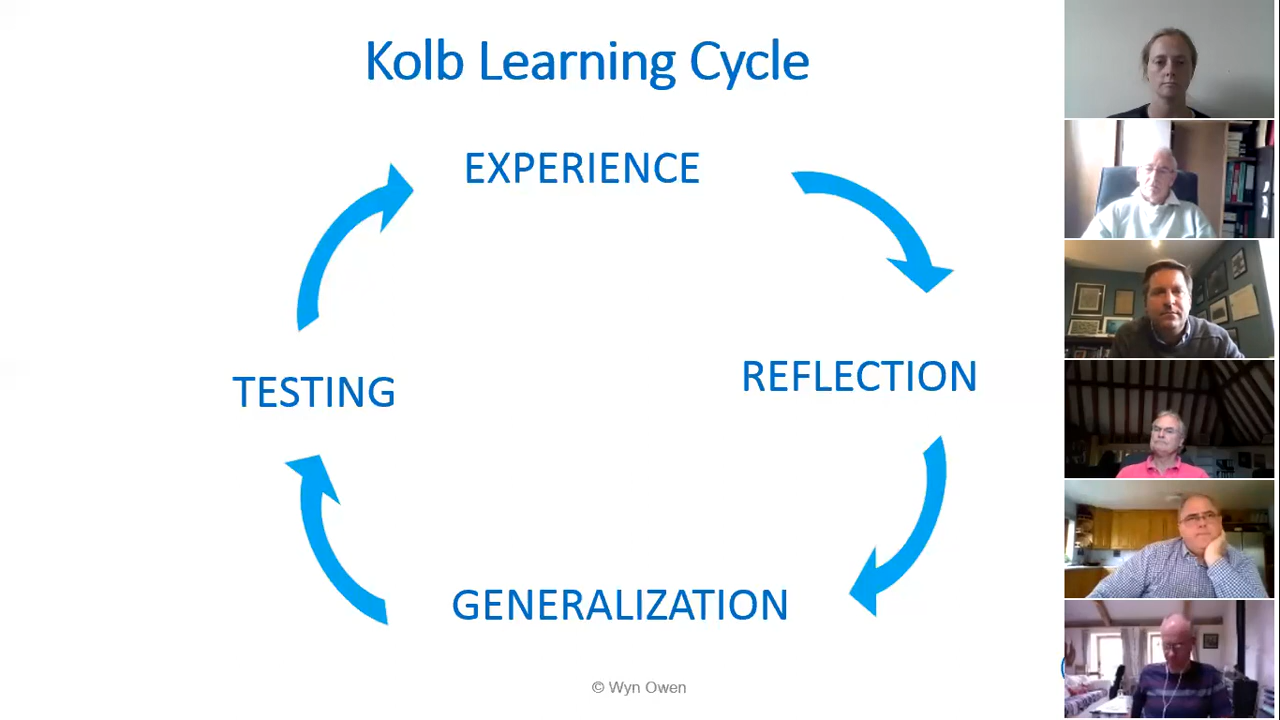 Kolb Learning Cycle
EXPERIENCE
REFLECTION
TESTING
GENERALIZATION
© Wyn Owen